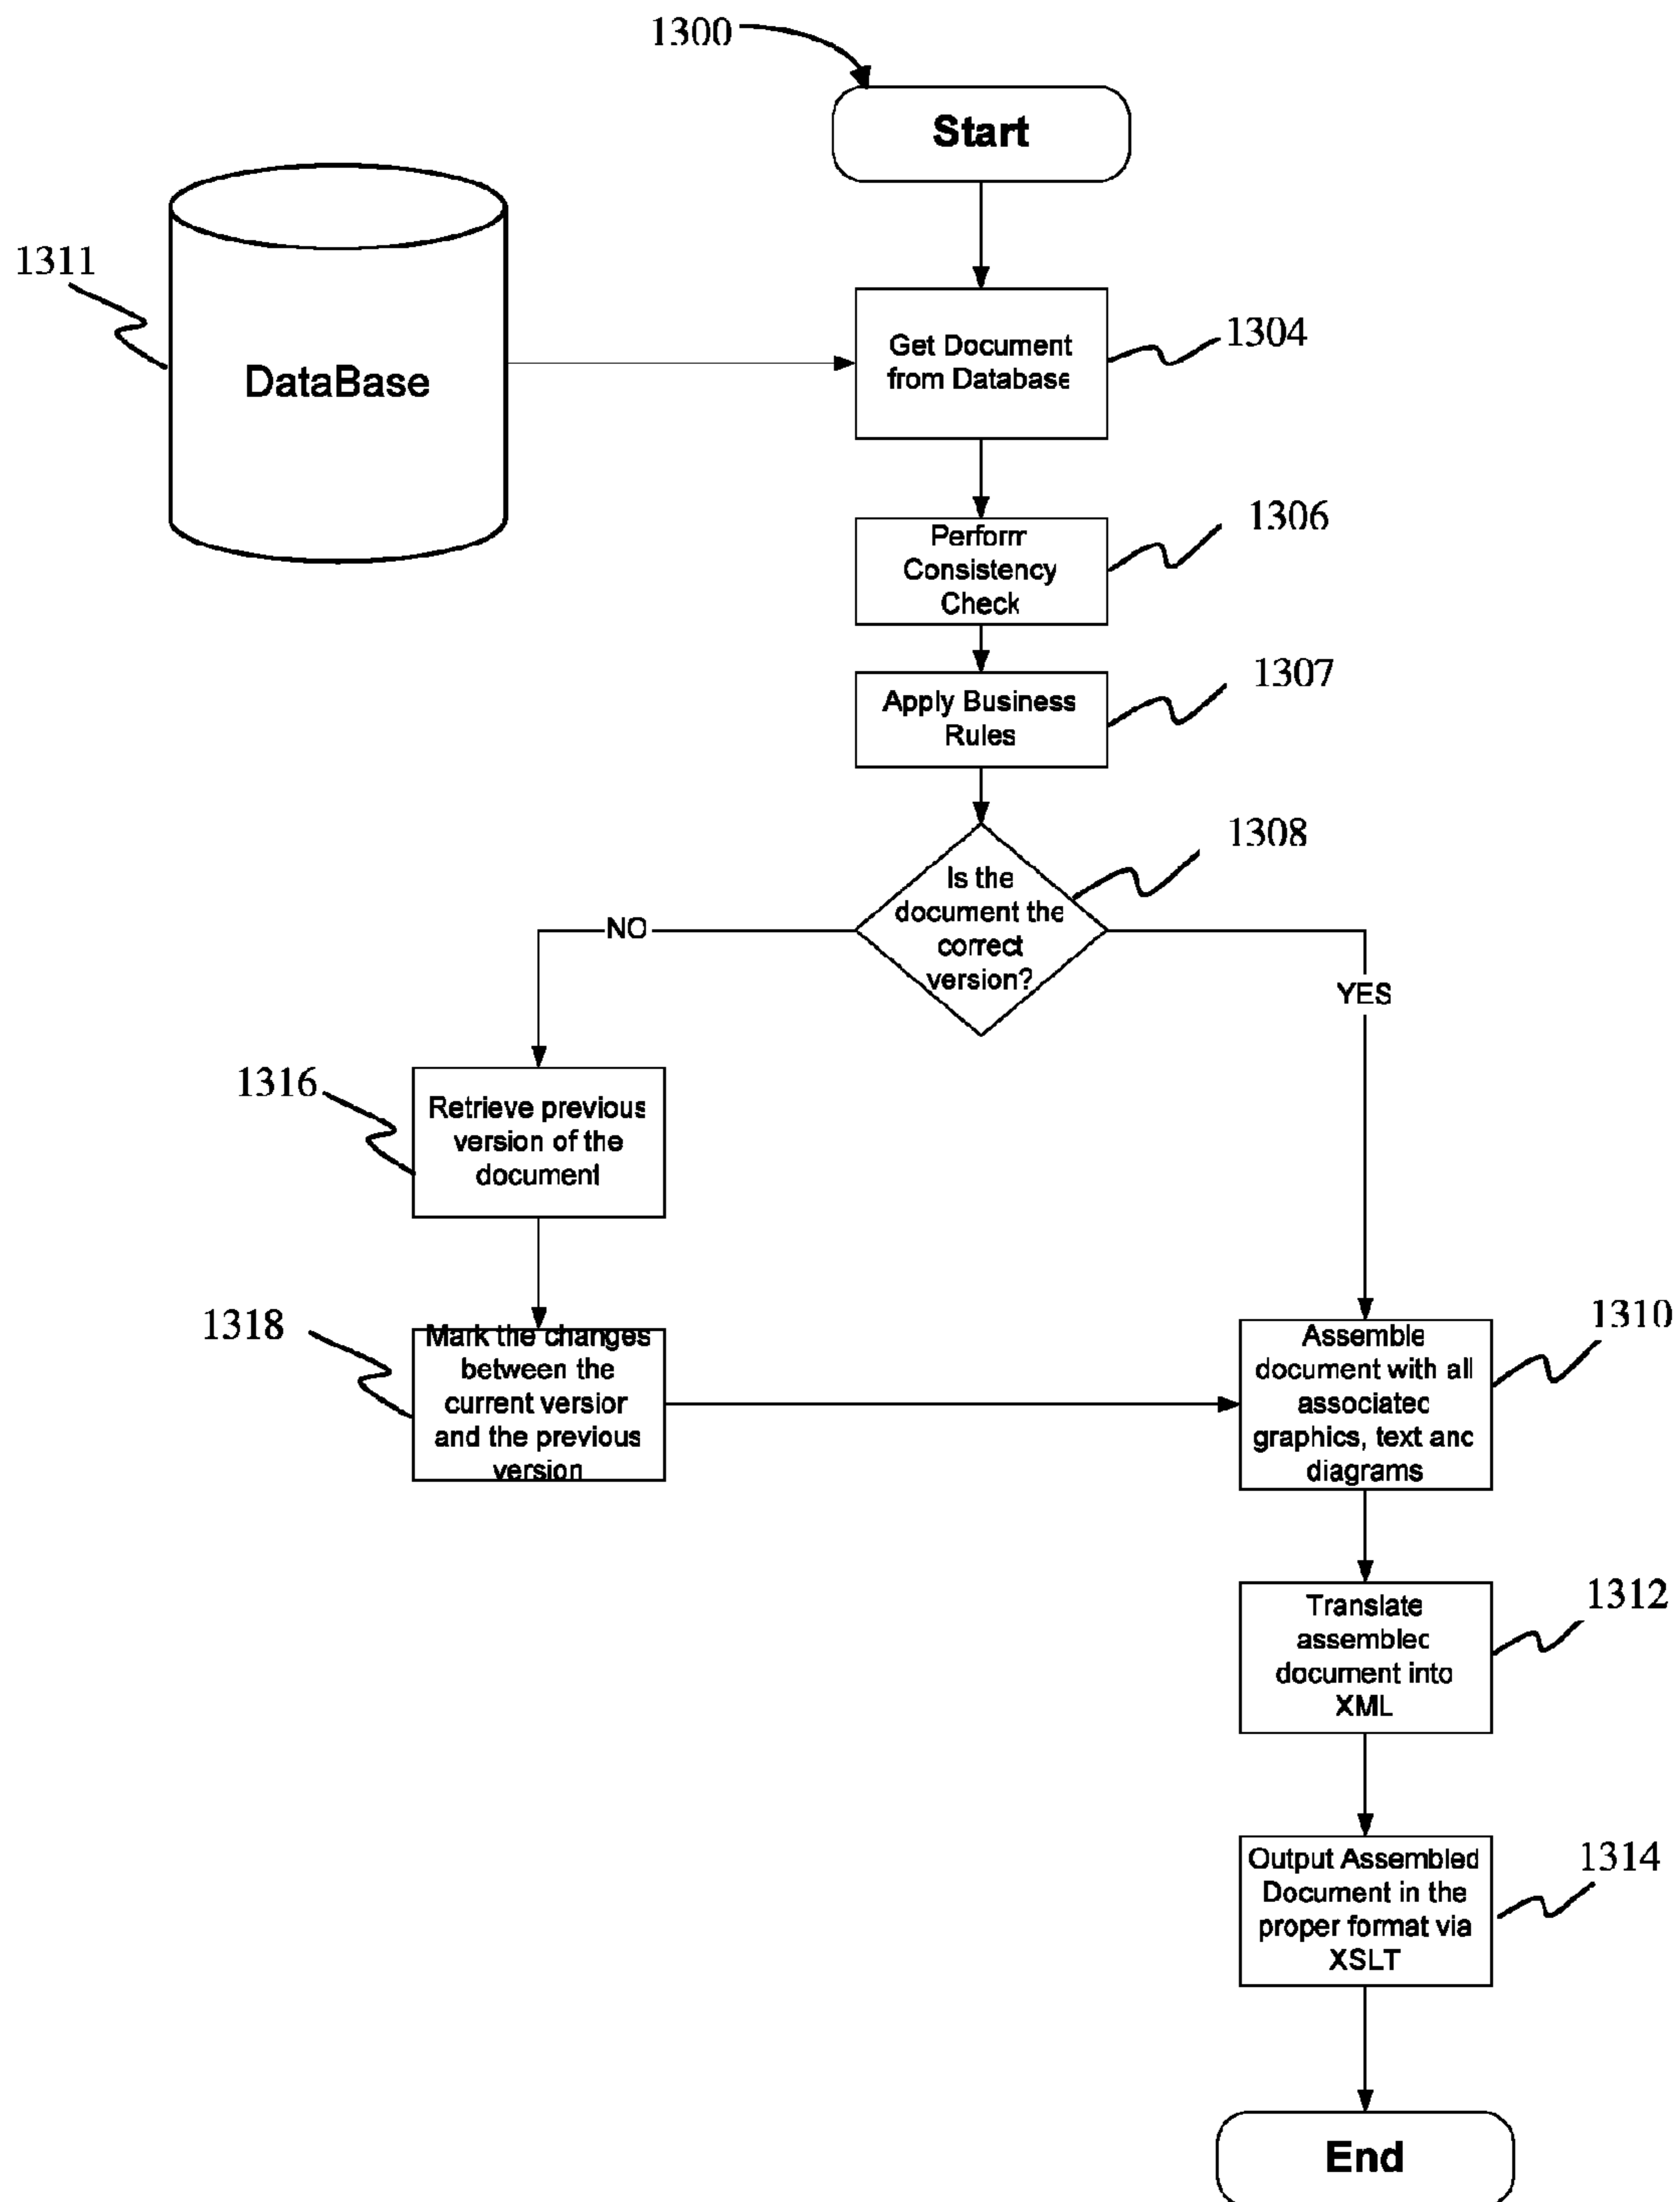 1300
Start
1311
DataBase
Get Document
from Database
1304
Perform
Consistency
Check
1306
Apply Business
Rules
1307
Is the
document the
correct
version?
1308
NO
YES
1316
Retrieve previous
version of the
document
1318
Mark the changes
between the
current version
and the previous
version
Assemble
document with all
associated
graphics, text and
diagrams
1310
Translate
assembled
document into
XML
1312
Output Assembled
Document in the
proper format via
XSLT
1314
End